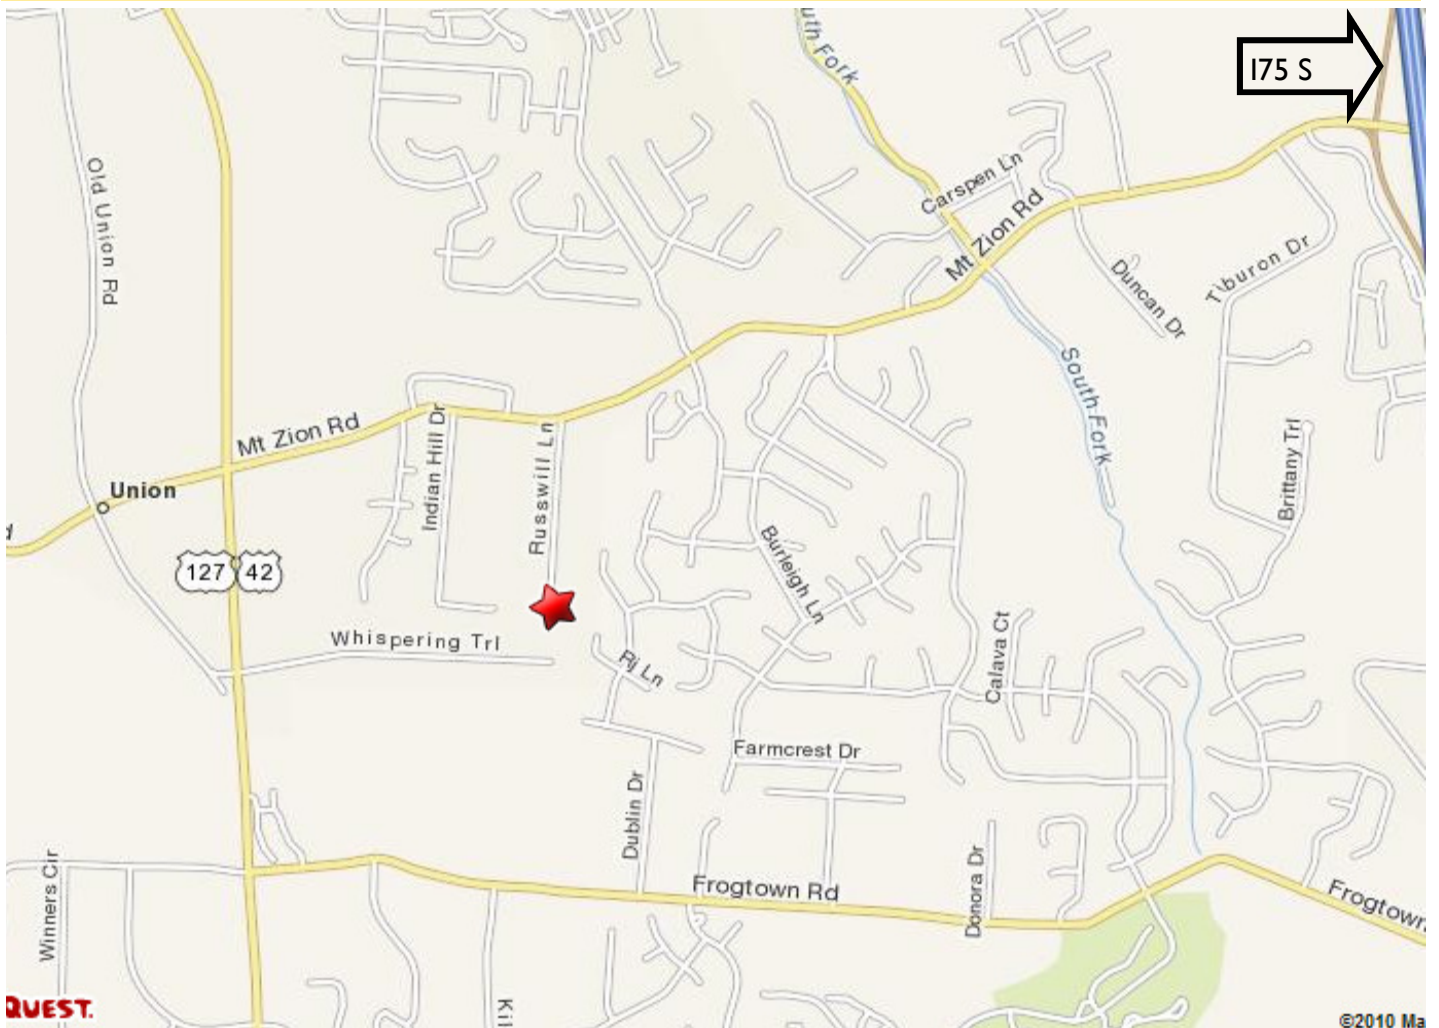 uth Fork
I75 S
Old Union Rd
Carspen Ln
Mt Zion Rd
Duncan Dr
Tiburon Dr
South Fork
Mt Zion Rd
Indian Hill Dr
Russwill Ln
Brittany Trl
Union
d
127
42
Burleigh Ln
Whispering Trl
Rj Ln
Calava Ct
Farmcrest Dr
Dublin Dr
Winners Cir
Frogtown Rd
Donora Dr
Frogtown
Kil
QUEST.
©2010 Ma